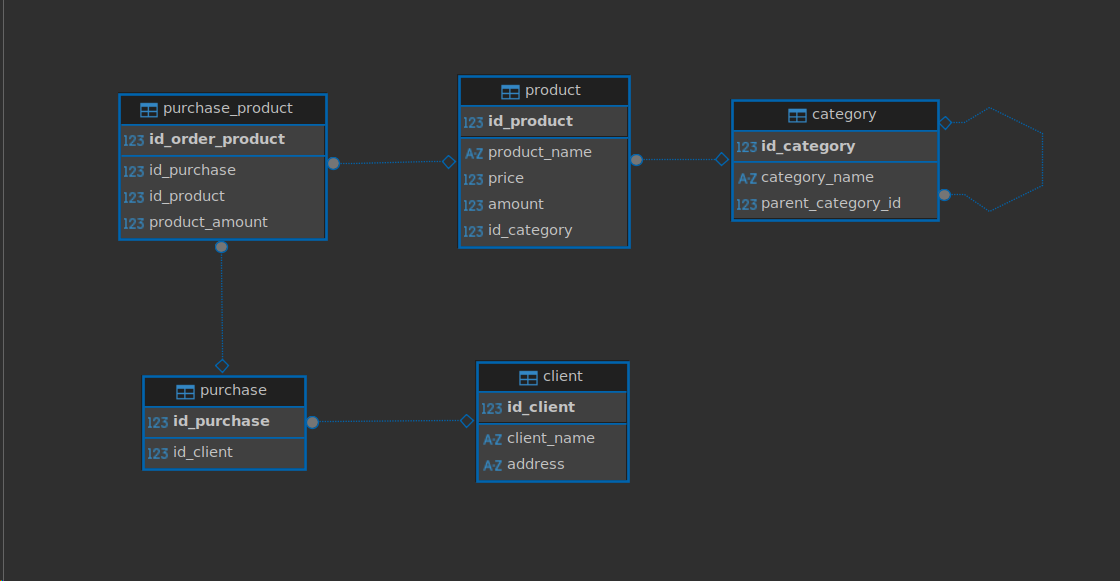 purchase_product
123 id_order_product
123 id_purchase
123 id_product
123 product_amount
product
123 id_product
A-Z product_name
123 price
123 amount
123 id_category
category
123 id_category
A-Z category_name
123 parent_category_id
purchase
123 id_purchase
123 id_client
client
123 id_client
A-Z client_name
A-Z address